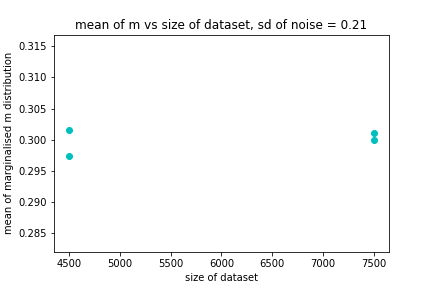 mean of m vs size of dataset, sd of noise = 0.21
mean of marginalised m distribution
0.315
0.310
0.305
0.300
0.295
0.290
0.285
4500 5000 5500 6000 6500 7000 7500
size of dataset